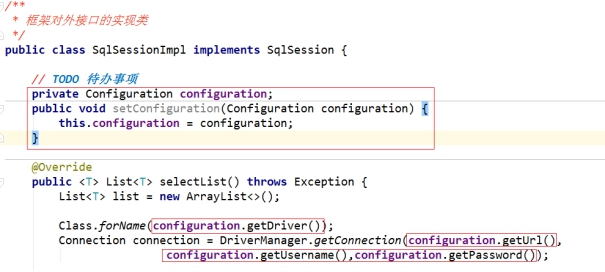 /**
 * 框架对外接口的实现类
 */
public class SqlSessionImpl implements SqlSession {
// TODO 待办事项
private Configuration configuration;
public void setConfiguration(Configuration configuration) {
this.configuration = configuration;
}
@Override
public <T> List<T> selectList() throws Exception {
List<T> list = new ArrayList<>();
Class.forName(configuration.getDriver());
Connection connection = DriverManager.getConnection(configuration.getUrl(),
configuration.getUsername(),configuration.getPassword());